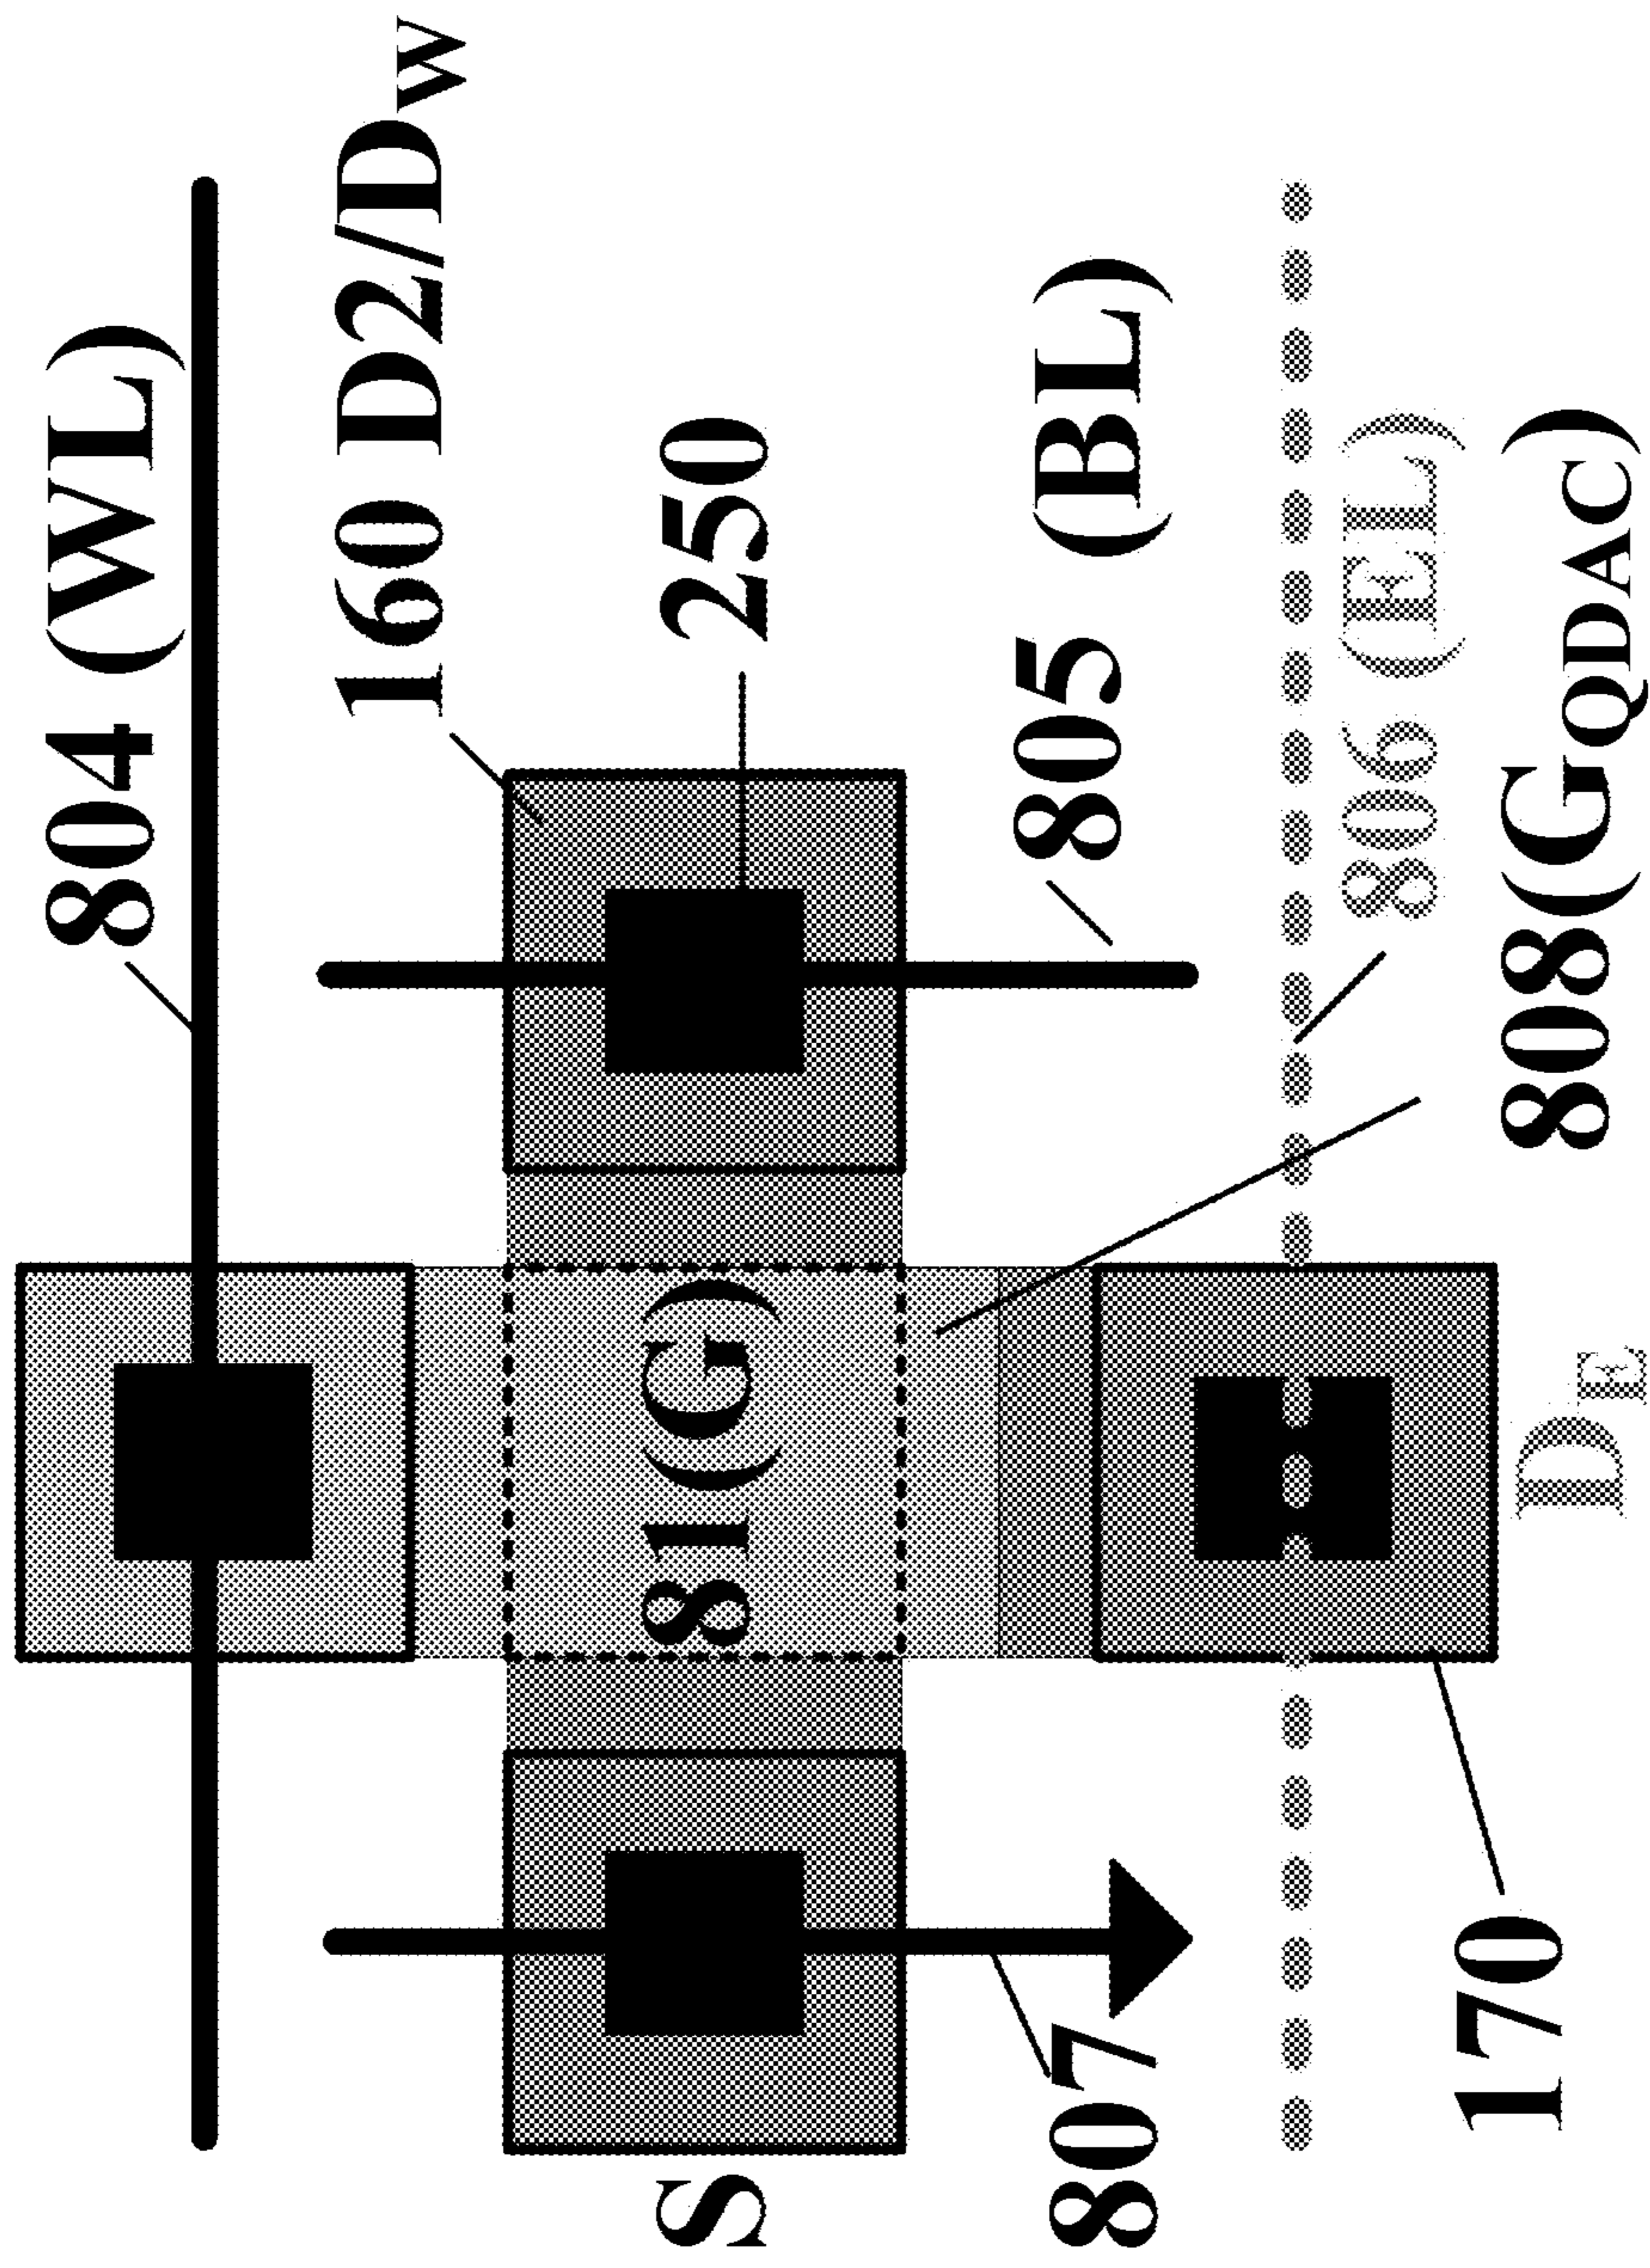 804 (WL)
160 D2/DW
250
81(G)
S
805 (BL)
807
806 (EL)
808(GQDAC)
170
DE